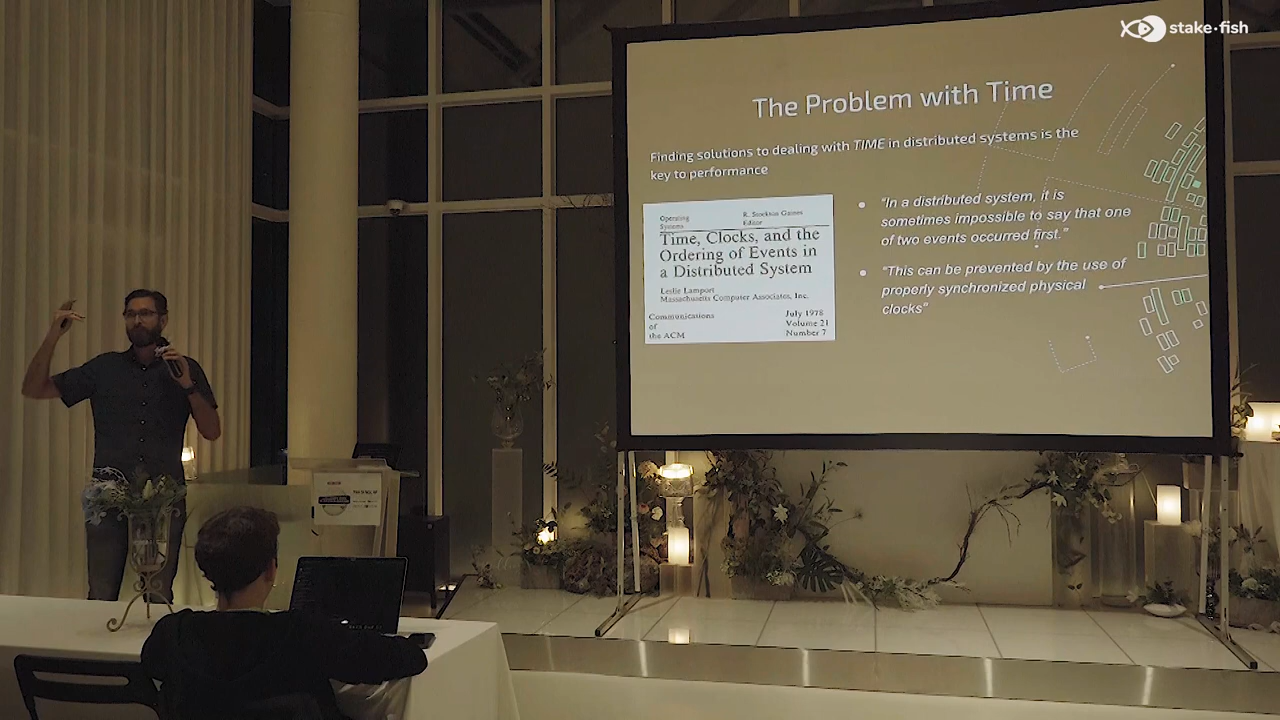 stake·fish
The Problem with Time
Finding solutions to dealing with TIME in distributed systems is the
key to performance
Operating
Systems
R. Stockton Gaines
Editor
Time, Clocks, and the
Ordering of Events in
a Distributed System
Leslie Lamport
Massachusetts Computer Associates, Inc.
Communications
of
the ACM
July 1978
Volume 21
Number 7
• "In a distributed system, it is
sometimes impossible to say that one
of two events occurred first."
• "This can be prevented by the use of
properly synchronized physical
clocks"